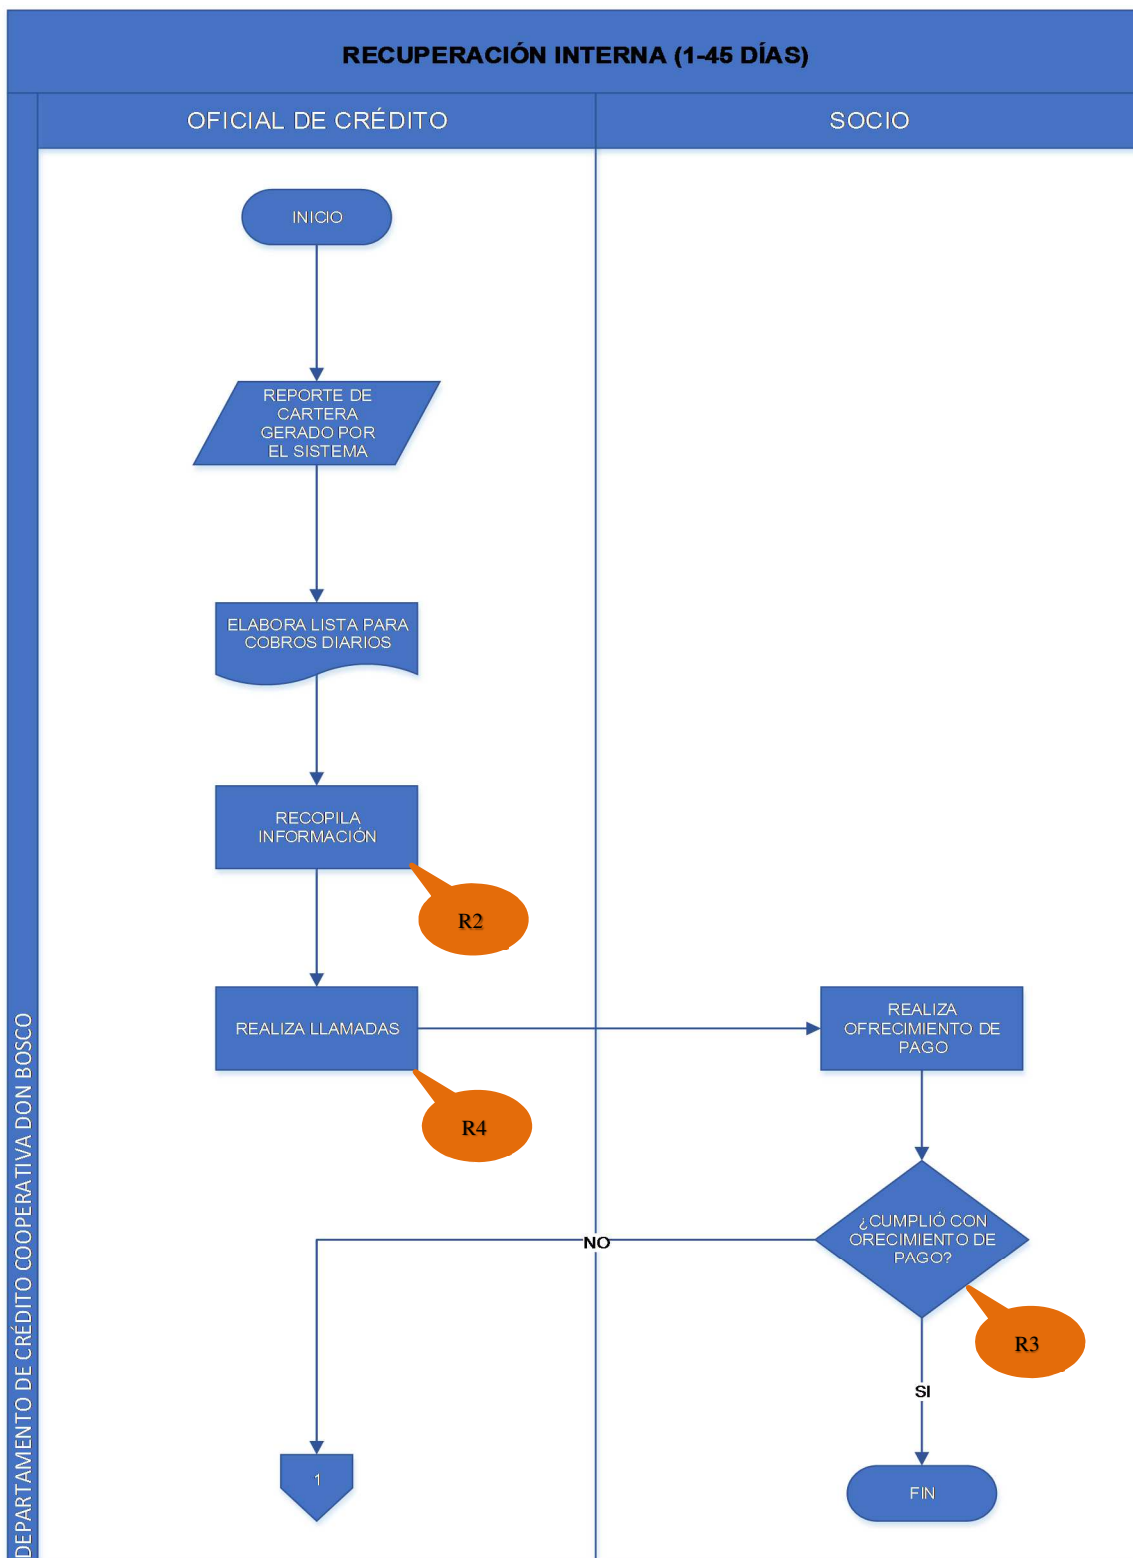 RECUPERACIÓN INTERNA (1-45 DÍAS)
OFICIAL DE CRÉDITO
SOCIO
DEPARTAMENTO DE CRÉDITO COOPERATIVA DON BOSCO
INICIO
REPORTE DE
CARTERA
GERADO POR
EL SISTEMA
ELABORA LISTA PARA
COBROS DIARIOS
RECOPILA
INFORMACIÓN
R2
REALIZA LLAMADAS
R4
REALIZA
OFRECIMIENTO DE
PAGO
¿CUMPLIÓ CON
ORECIMIENTO DE
PAGO?
R3
NO
SI
1
FIN